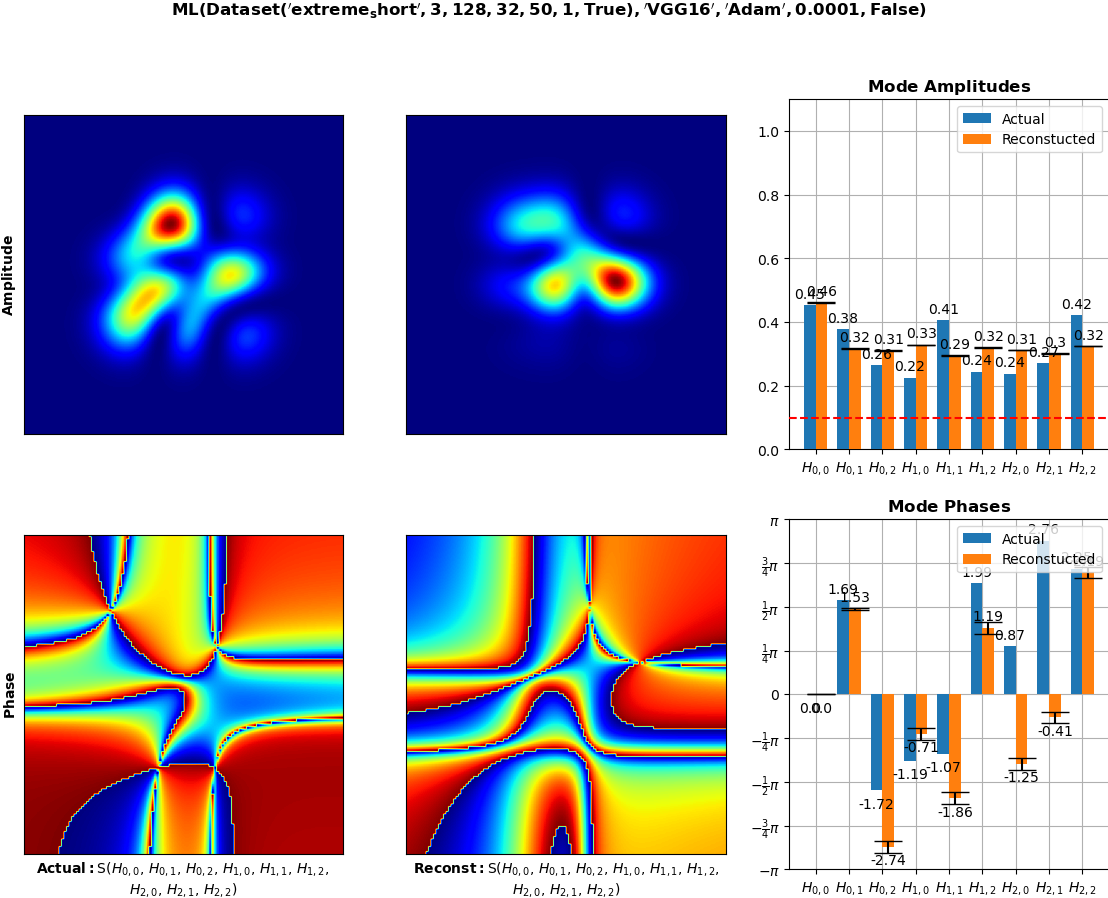 ML(Dataset('extreme_short', 3, 128, 32, 50, 1, True), 'VGG16', 'Adam', 0.0001, False)
Amplitude
Mode Amplitudes
Actual
Reconstucted
1.0
0.8
0.6
0.4
0.2
0.0
0.45 0.46 0.38 0.32 0.26 0.31 0.22 0.33 0.41 0.29 0.24 0.32 0.24 0.31 0.27 0.3 0.42 0.32
H0,0 H0,1 H0,2 H1,0 H1,1 H1,2 H2,0 H2,1 H2,2
Phase
Mode Phases
Actual
Reconstucted
π
3/4π
1/2π
1/4π
0
−1/4π
−1/2π
−3/4π
−π
0.0 0.0 1.69 1.53 -1.72 -2.74 -1.19 -0.71 -1.07 -1.86 1.99 1.19 0.87 -1.25 2.76 -0.41
H0,0 H0,1 H0,2 H1,0 H1,1 H1,2 H2,0 H2,1 H2,2
Actual: S(H0,0, H0,1, H0,2, H1,0, H1,1, H1,2,
H2,0, H2,1, H2,2)
Reconst: S(H0,0, H0,1, H0,2, H1,0, H1,1, H1,2,
H2,0, H2,1, H2,2)